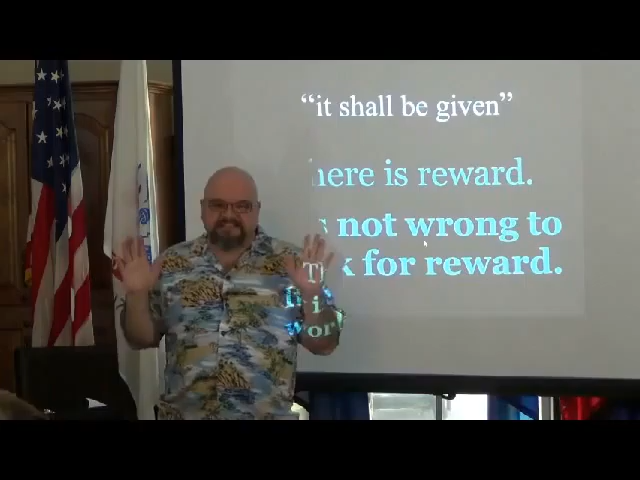 “it shall be given”
here is reward.
s not wrong to
k for reward.